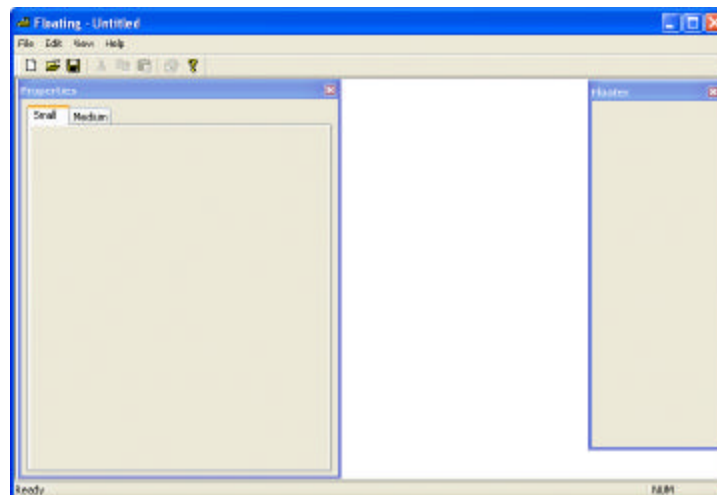 Floating - Untitled
File Edit View Help
Properties
Floater
Small Medium
Ready NUM